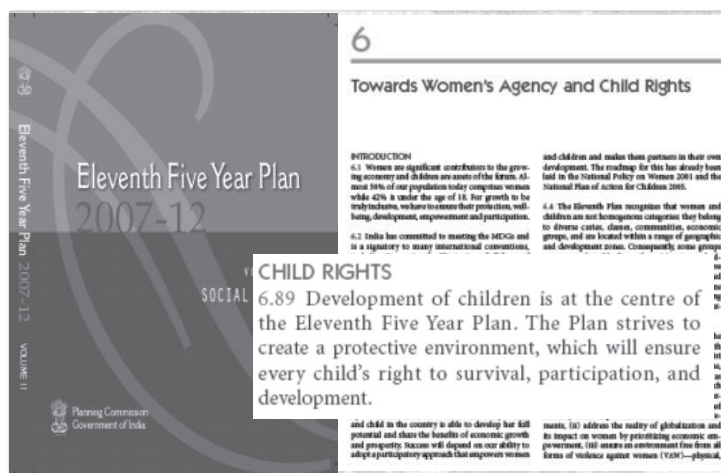 Eleventh Five Year Plan 2007-12 VOLUME II
Eleventh Five Year Plan
2007-12
SOCIAL
Planning Commission
Government of India
6
Towards Women's Agency and Child Rights
INTRODUCTION
6.1 Women are significant contributors to the grow-
ing economy and children are assets of the future. Al-
most 50% of our population today comprises women
while 42% is under the age of 18. For growth to be
truly inclusive, we have to ensure their protection, well-
being, development, empowerment and participation.
6.2 India has committed to meeting the MDGs and
is a signatory to many international conventions,
and children and makes them partners in their own
development. The roadmap for this has already been
laid in the National Policy on Women 2001 and the
National Plan of Action for Children 2005.
6.4 The Eleventh Plan recognizes that women and
children are not homogenous categories; they belong
to diverse castes, classes, communities, economic
groups, and are located within a range of geographic
and development zones. Consequently, some groups
CHILD RIGHTS
6.89 Development of children is at the centre of
the Eleventh Five Year Plan. The Plan strives to
create a protective environment, which will ensure
every child's right to survival, participation, and
development.
and child in the country is able to develop her full
potential and share the benefits of economic growth
and prosperity. Success will depend on our ability to
adopt a participatory approach that empowers women
ments, (ii) address the reality of globalization and
its impact on women by prioritizing economic em-
powerment, (iii) ensure an environment free from all
forms of violence against women (VAW)—physical,